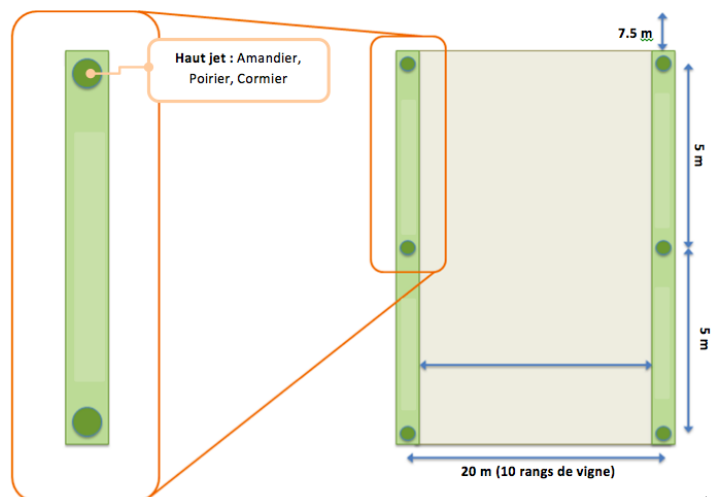 Haut jet : Amandier,
Poirier, Cormier
7.5 m
5 m
5 m
20 m (10 rangs de vigne)